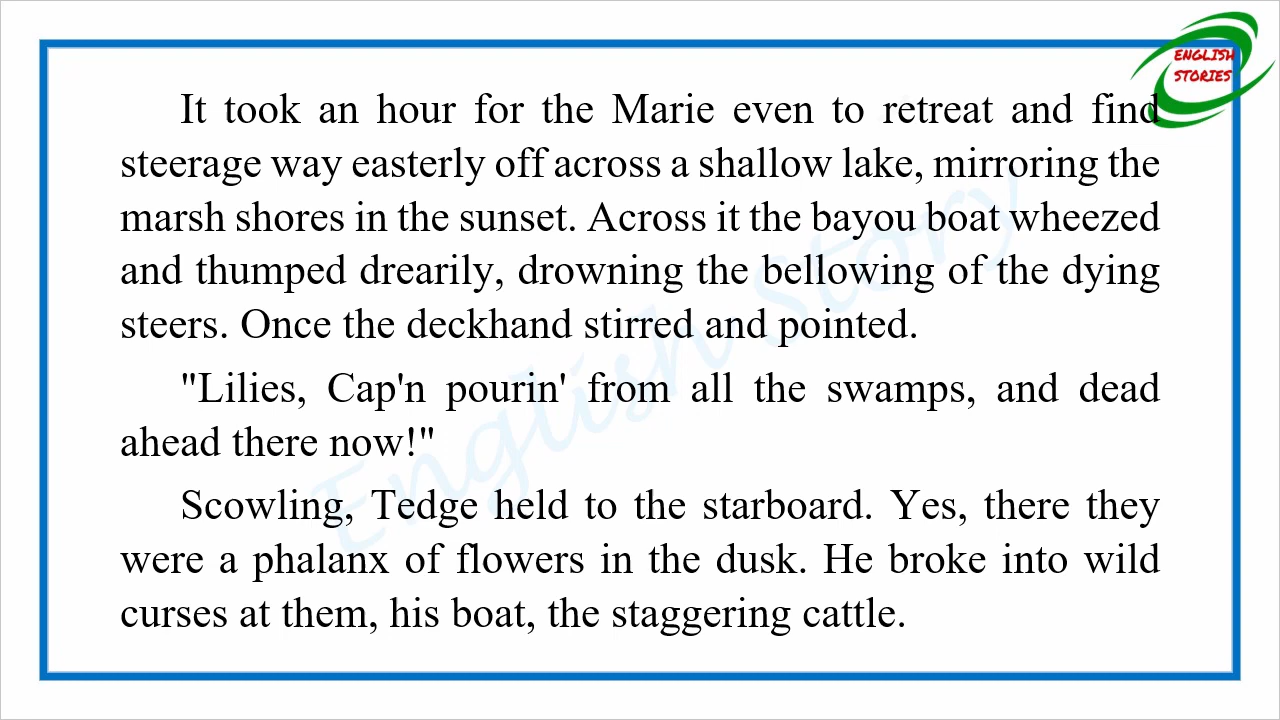 ENGLISH
STORIES
It took an hour for the Marie even to retreat and find
steerage way easterly off across a shallow lake, mirroring the
marsh shores in the sunset. Across it the bayou boat wheezed
and thumped drearily, drowning the bellowing of the dying
steers. Once the deckhand stirred and pointed.
"Lilies, Cap'n pourin' from all the swamps, and dead
ahead there now!"
Scowling, Tedge held to the starboard. Yes, there they
were a phalanx of flowers in the dusk. He broke into wild
curses at them, his boat, the staggering cattle.
English Story